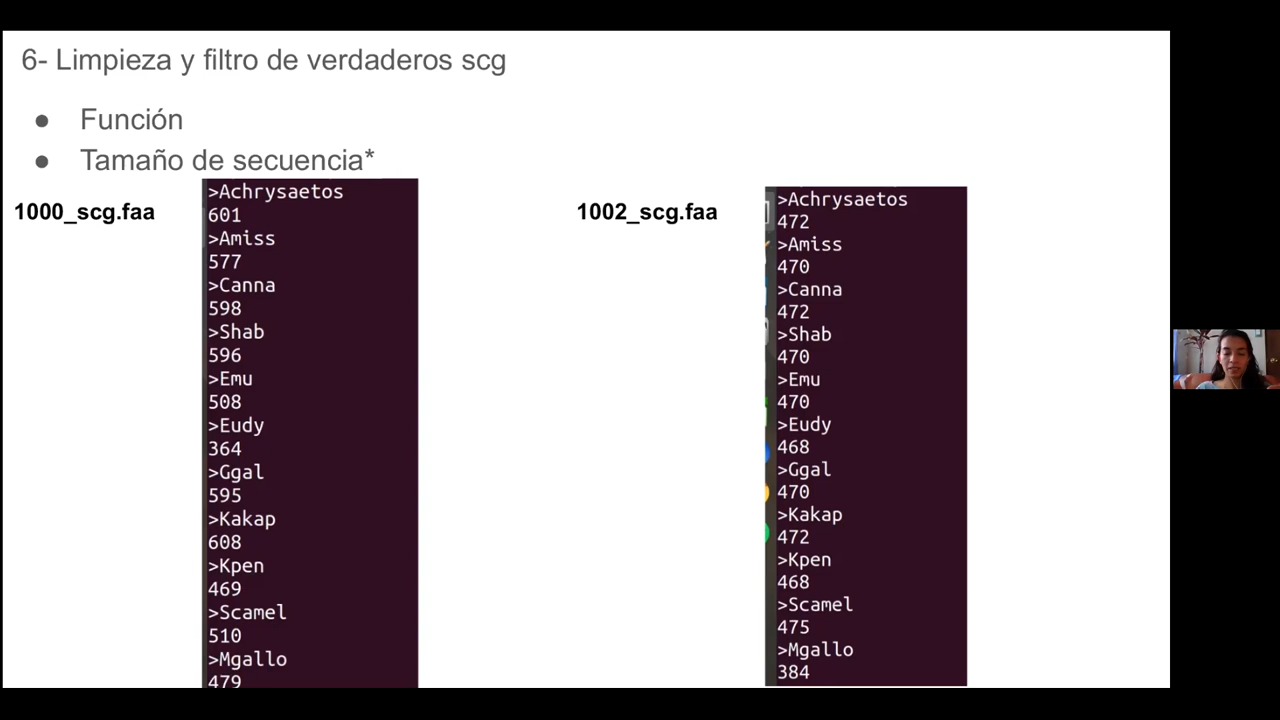 6- Limpieza y filtro de verdaderos scg
● Función
● Tamaño de secuencia*
1000_scg.faa
>Achrysaetos
601
>Amiss
577
>Canna
598
>Shab
596
>Emu
508
>Eudy
364
>Ggal
595
>Kakap
608
>Kpen
469
>Scamel
510
>Mgallo
479
1002_scg.faa
>Achrysaetos
472
>Amiss
470
>Canna
472
>Shab
470
>Emu
470
>Eudy
468
>Ggal
470
>Kakap
472
>Kpen
468
>Scamel
475
>Mgallo
384